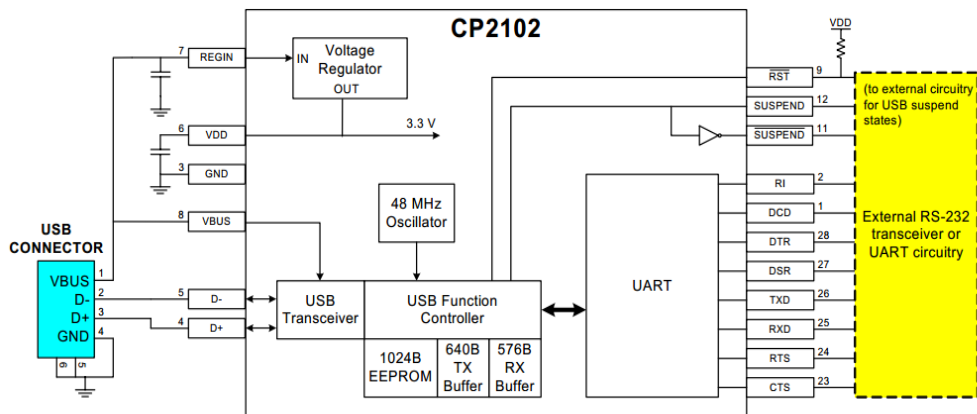 CP2102
VDD
7
REGIN
IN
Voltage
Regulator
OUT
6
VDD
3.3 V
3
GND
8
VBUS
48 MHz
Oscillator
USB
CONNECTOR
VBUS
1
D-
2
D+
3
GND
4
6
5
5
D-
4
D+
USB
Transceiver
USB Function
Controller
1024B
EEPROM
640B
TX
Buffer
576B
RX
Buffer
UART
RST
9
SUSPEND
12
SUSPEND
11
RI
2
DCD
1
DTR
28
DSR
27
TXD
26
RXD
25
RTS
24
CTS
23
(to external circuitry
for USB suspend
states)
External RS-232
transceiver or
UART circuitry